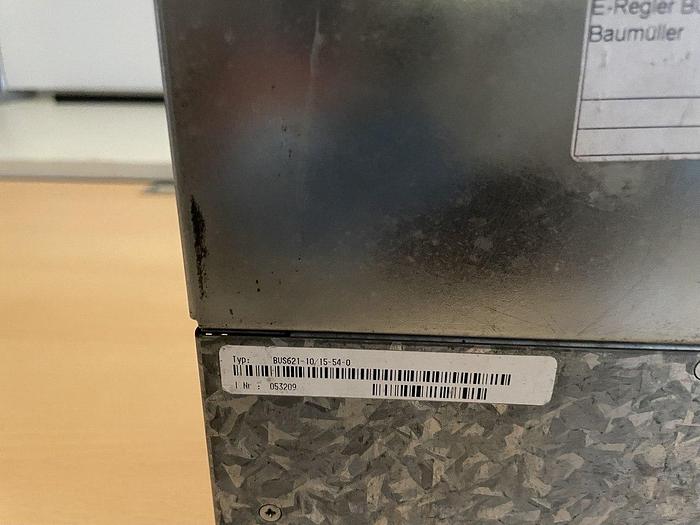 E-Regler
Baumüller
Typ: BUS621-10/15-54-0
I Nr : 053209